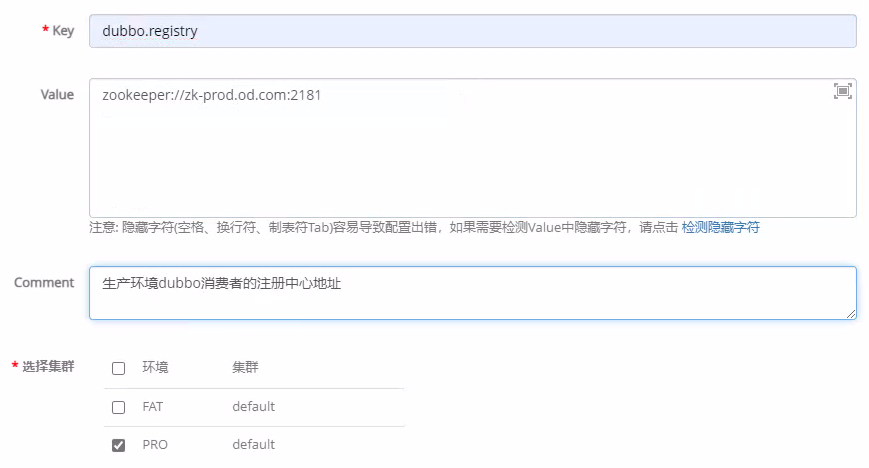 * Key dubbo.registry
Value zookeeper://zk-prod.od.com:2181
注意: 隐藏字符(空格、换行符、制表符Tab)容易导致配置出错，如果需要检测Value中隐藏字符，请点击 检测隐藏字符
Comment 生产环境dubbo消费者的注册中心地址
* 选择集群 环境 集群
FAT default
PRO default